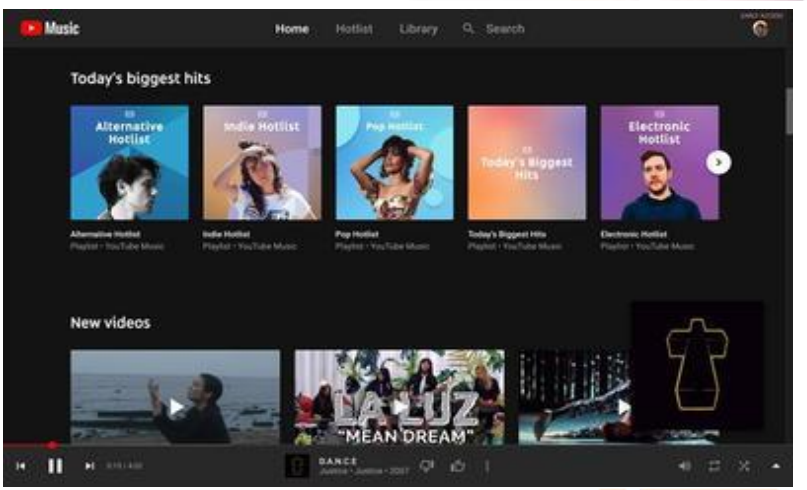 Music
Home
Hotlist
Library
Search
Today's biggest hits
Alternative
Hotlist
Indie Hotlist
Pop Hotlist
Today's Biggest
Hits
Electronic
Hotlist
Alternative Hotlist
Playlist • YouTube Music
Indie Hotlist
Playlist • YouTube Music
Pop Hotlist
Playlist • YouTube Music
Today's Biggest Hits
Playlist • YouTube Music
Electronic Hotlist
Playlist • YouTube Music
New videos
LA LUZ
"MEAN DREAM"
D.A.N.C.E
Justice • Justice • 2007